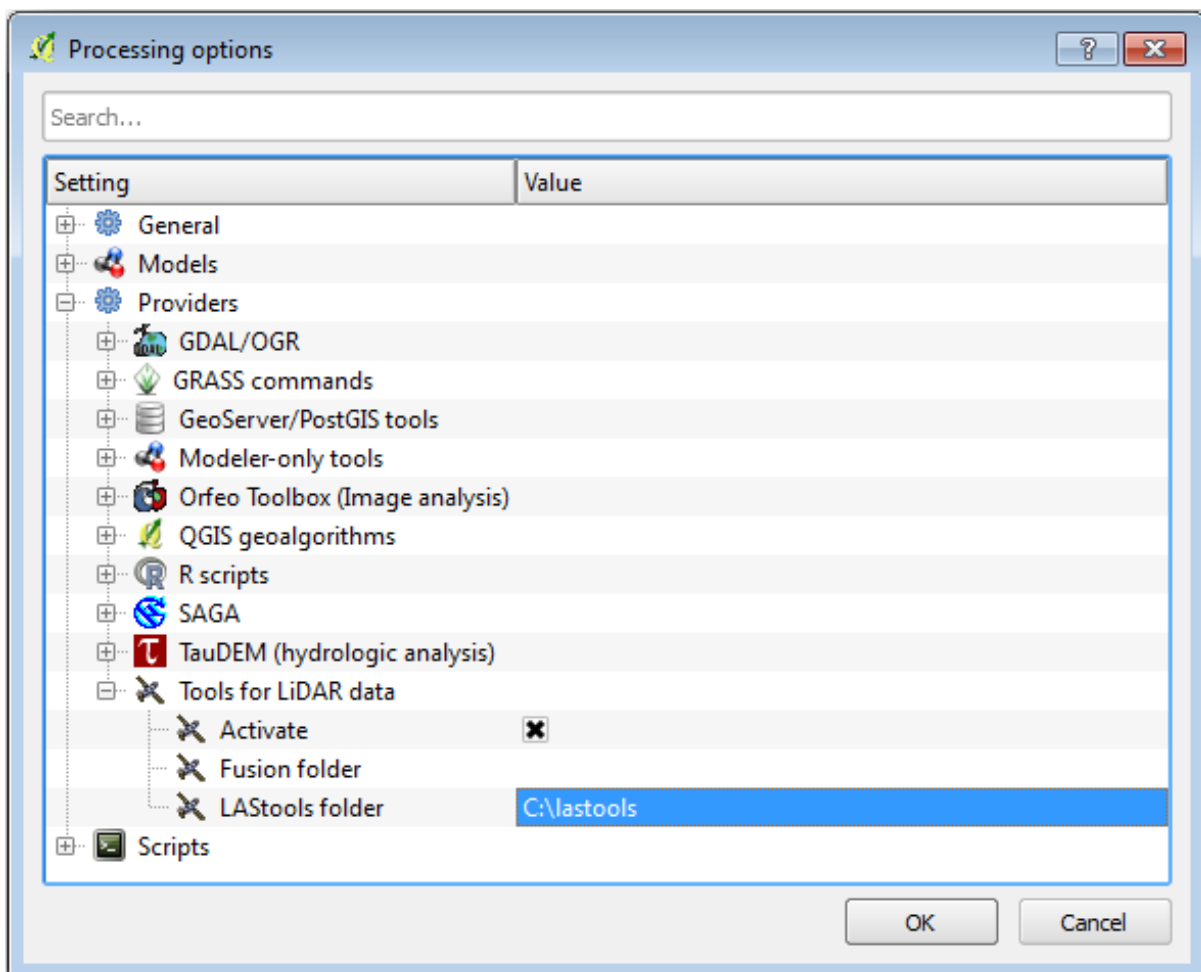 Processing options
Search...
Setting Value
General
Models
Providers
GDAL/OGR
GRASS commands
GeoServer/PostGIS tools
Modeler-only tools
Orfeo Toolbox (Image analysis)
QGIS geoalgorithms
R scripts
SAGA
TauDEM (hydrologic analysis)
Tools for LiDAR data
Activate
Fusion folder
LAStools folder C:\lastools
Scripts
OK Cancel